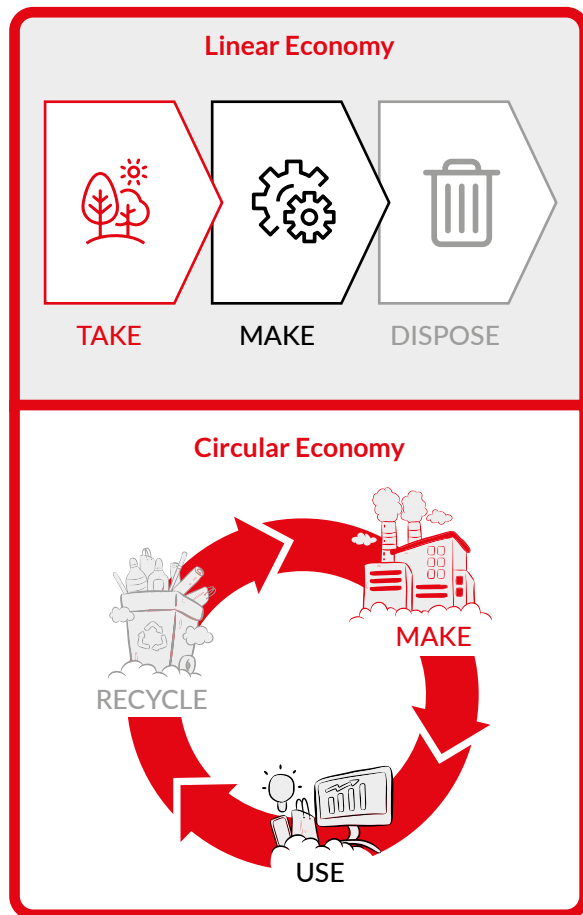 Linear Economy
TAKE
MAKE
DISPOSE
Circular Economy
MAKE
RECYCLE
USE